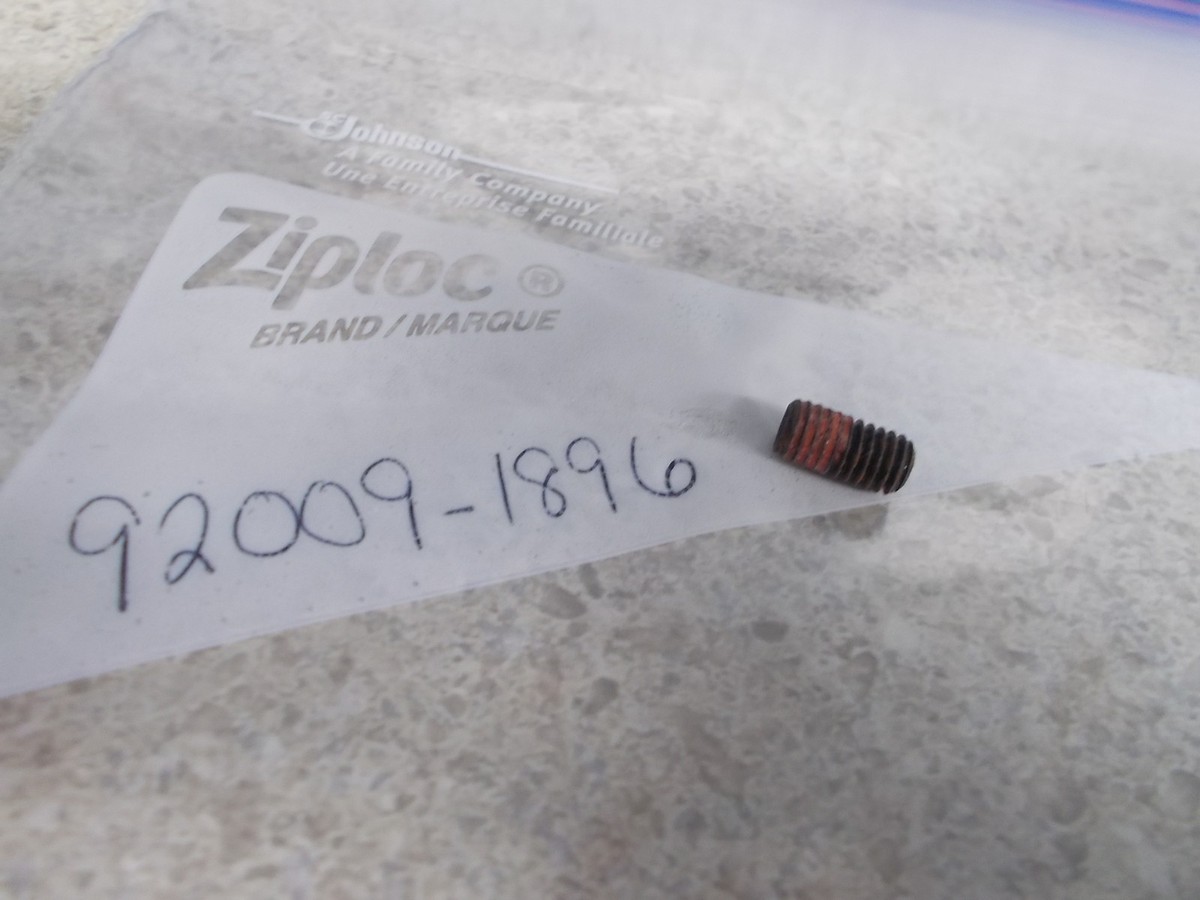 SC Johnson
A Family Company
Une Entreprise Familiale
Ziploc®
BRAND/MARQUE
92009-1896